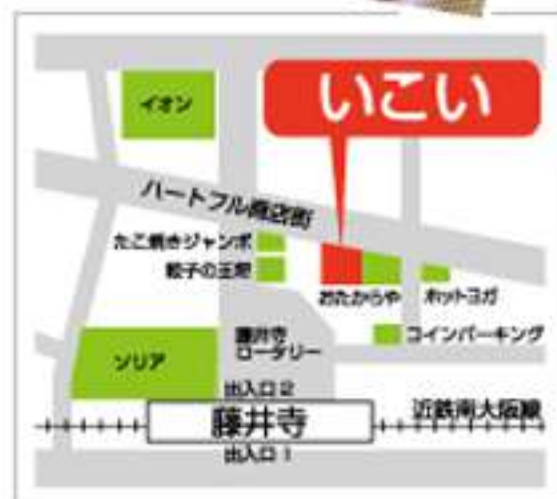 いこい
イオン
ハートフル商店街
たこ焼きジャンボ
餃子の王将
おたからや
ホットヨガ
コインパーキング
藤井寺
ロータリー
ソリア
出入口 2
藤井寺
近鉄南大阪線
出入口 1